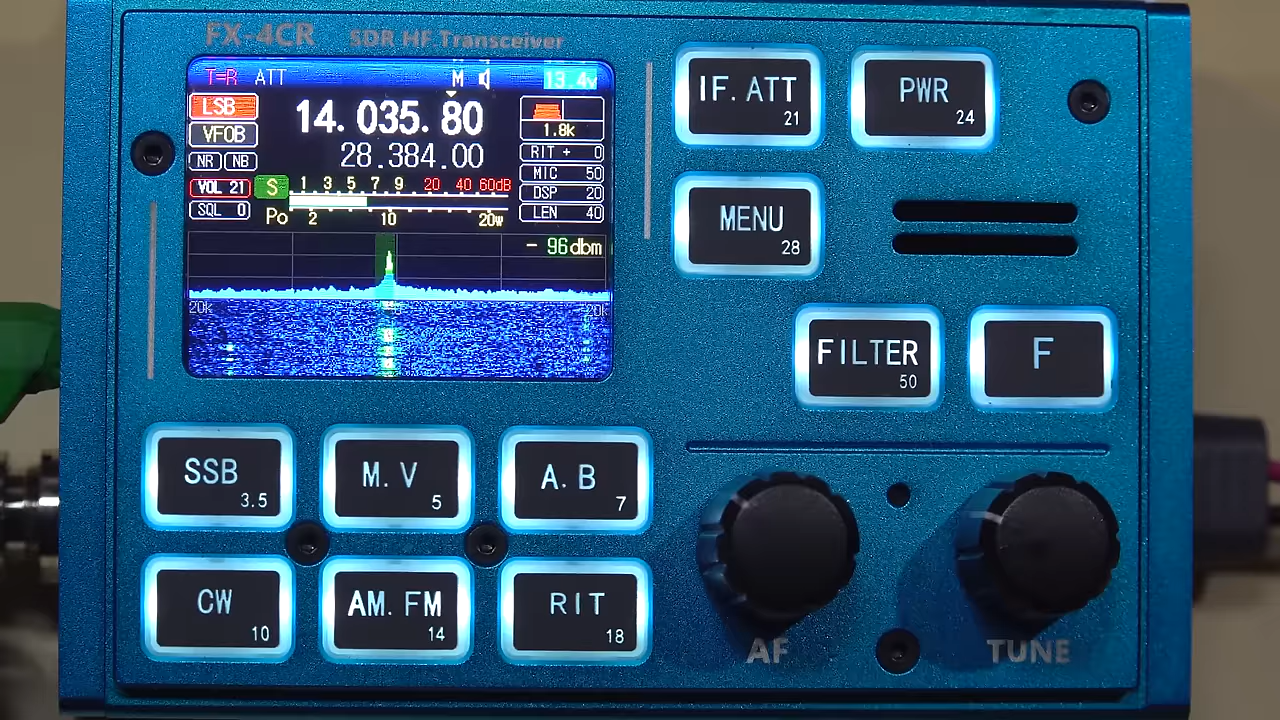 FX-4CR SDR HF Transceiver
T=R ATT M 13.4v
LSB 14.035.80
VFOB 28.384.00 1.8k
NR NB RIT + 0
VOL 21 S 1 3 5 7 9 20 40 60dB MIC 50
SQL 0 Po 2 10 20w DSP 20
LEN 40
- 96dbm
20k 20k
IF. ATT
21
PWR
24
MENU
28
FILTER
50
F
SSB
3.5
M. V
5
A. B
7
CW
10
AM. FM
14
RIT
18
AF TUNE